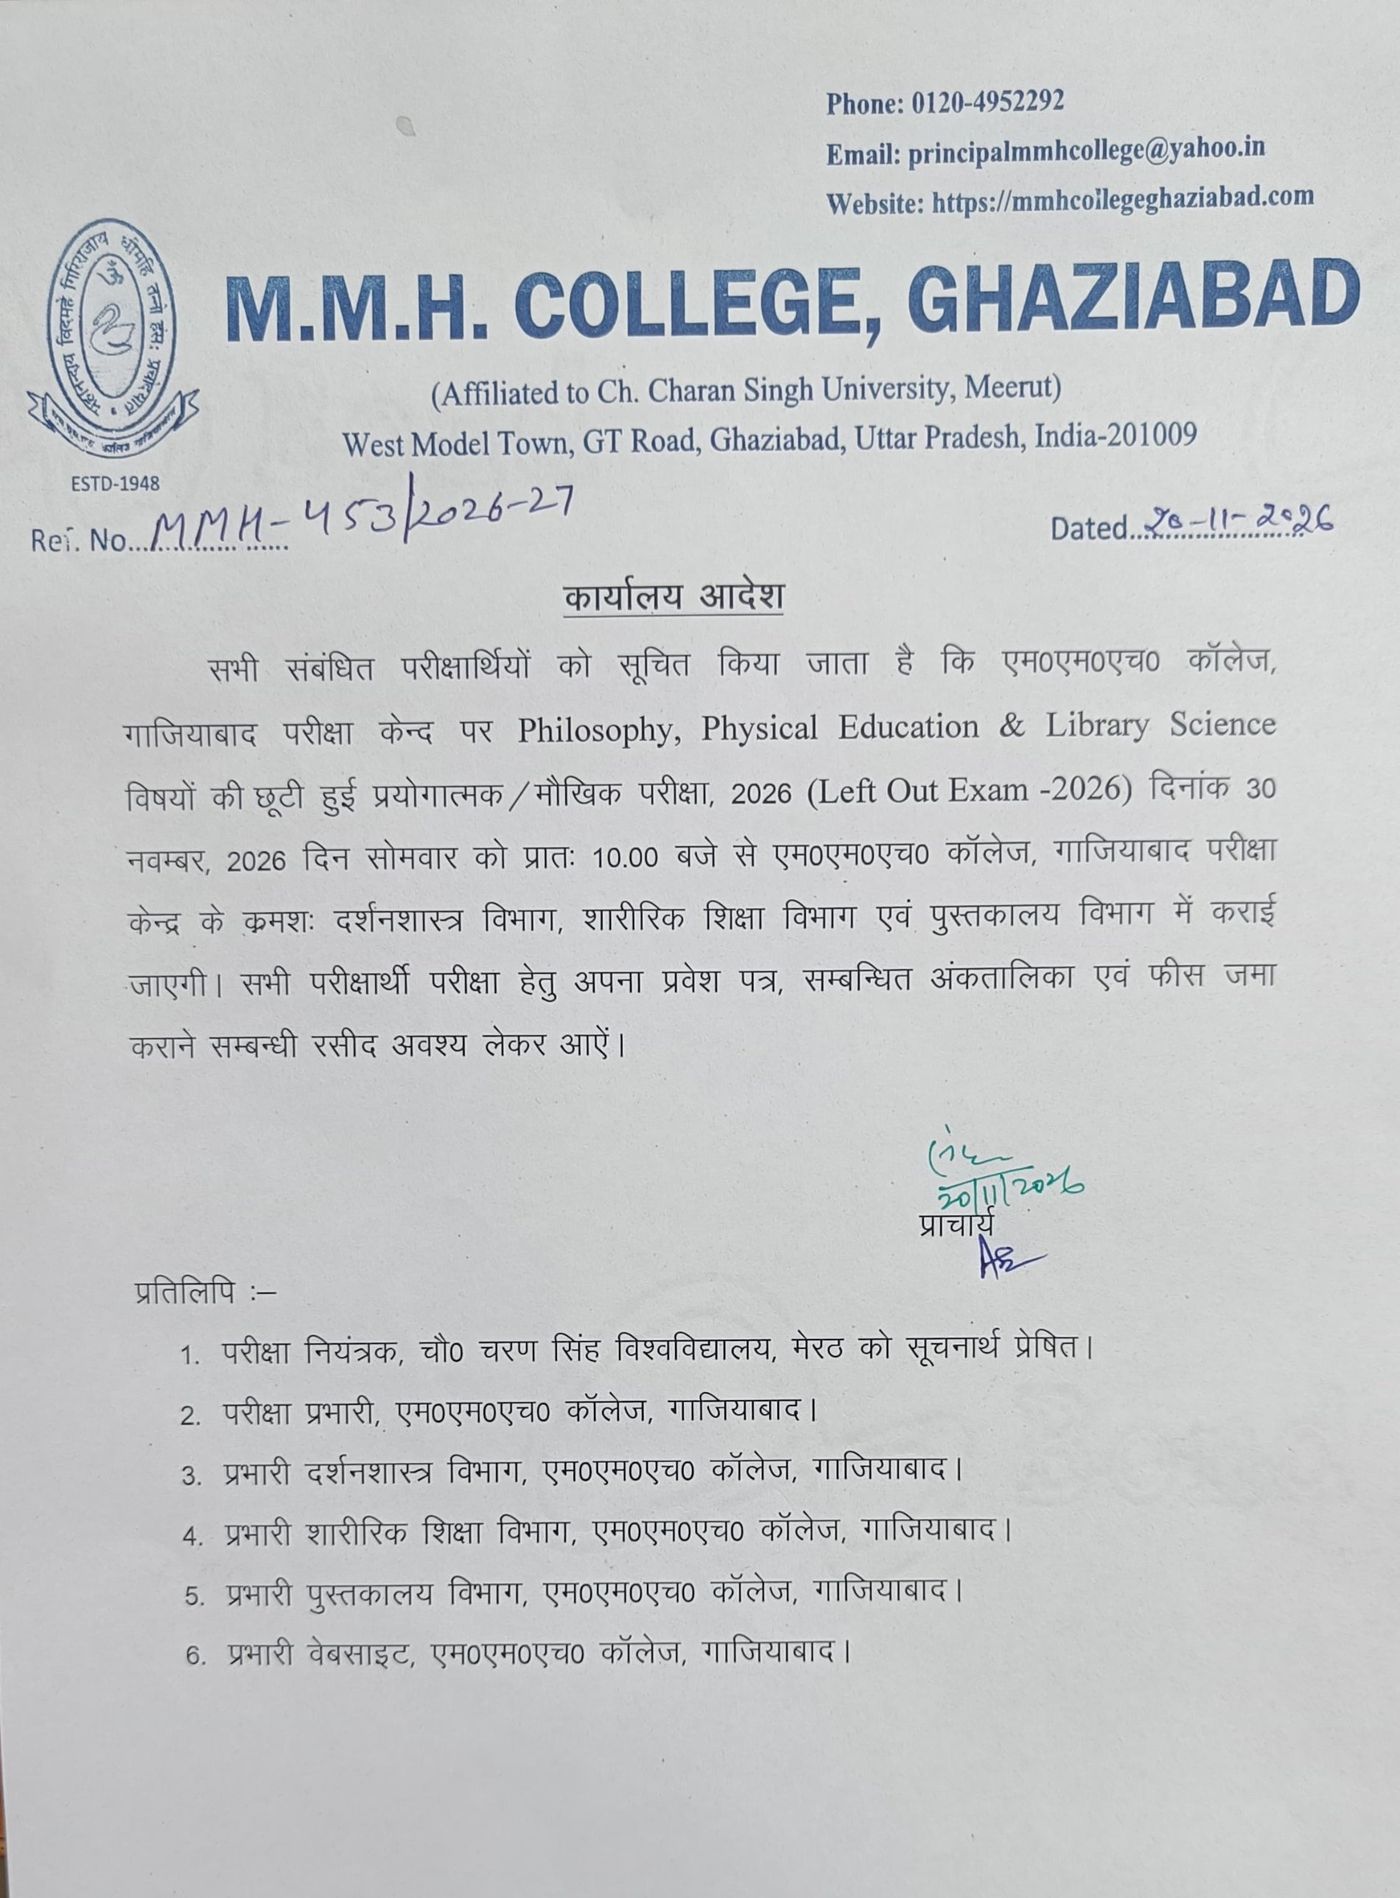 Phone: 0120-4952292
Email: principalmmhcollege@yahoo.in
Website: https://mmhcollegeghaziabad.com
M.M.H. COLLEGE, GHAZIABAD
(Affiliated to Ch. Charan Singh University, Meerut)
West Model Town, GT Road, Ghaziabad, Uttar Pradesh, India-201009
ESTD-1948
Ref. No. MMH-453/2026-27
Dated 20-11-2026
कार्यालय आदेश
सभी संबंधित परीक्षार्थियों को सूचित किया जाता है कि एम0एम0एच0 कॉलेज,
गाजियाबाद परीक्षा केन्द पर Philosophy, Physical Education & Library Science
विषयों की छूटी हुई प्रयोगात्मक/मौखिक परीक्षा, 2026 (Left Out Exam -2026) दिनांक 30
नवम्बर, 2026 दिन सोमवार को प्रातः 10.00 बजे से एम0एम0एच0 कॉलेज, गाजियाबाद परीक्षा
केन्द्र के क्रमशः दर्शनशास्त्र विभाग, शारीरिक शिक्षा विभाग एवं पुस्तकालय विभाग में कराई
जाएगी। सभी परीक्षार्थी परीक्षा हेतु अपना प्रवेश पत्र, सम्बन्धित अंकतालिका एवं फीस जमा
कराने सम्बन्धी रसीद अवश्य लेकर आऐं।
20/11/2026
प्राचार्य
प्रतिलिपि :–
1. परीक्षा नियंत्रक, चौ0 चरण सिंह विश्वविद्यालय, मेरठ को सूचनार्थ प्रेषित।
2. परीक्षा प्रभारी, एम0एम0एच0 कॉलेज, गाजियाबाद।
3. प्रभारी दर्शनशास्त्र विभाग, एम0एम0एच0 कॉलेज, गाजियाबाद।
4. प्रभारी शारीरिक शिक्षा विभाग, एम0एम0एच0 कॉलेज, गाजियाबाद।
5. प्रभारी पुस्तकालय विभाग, एम0एम0एच0 कॉलेज, गाजियाबाद।
6. प्रभारी वेबसाइट, एम0एम0एच0 कॉलेज, गाजियाबाद।